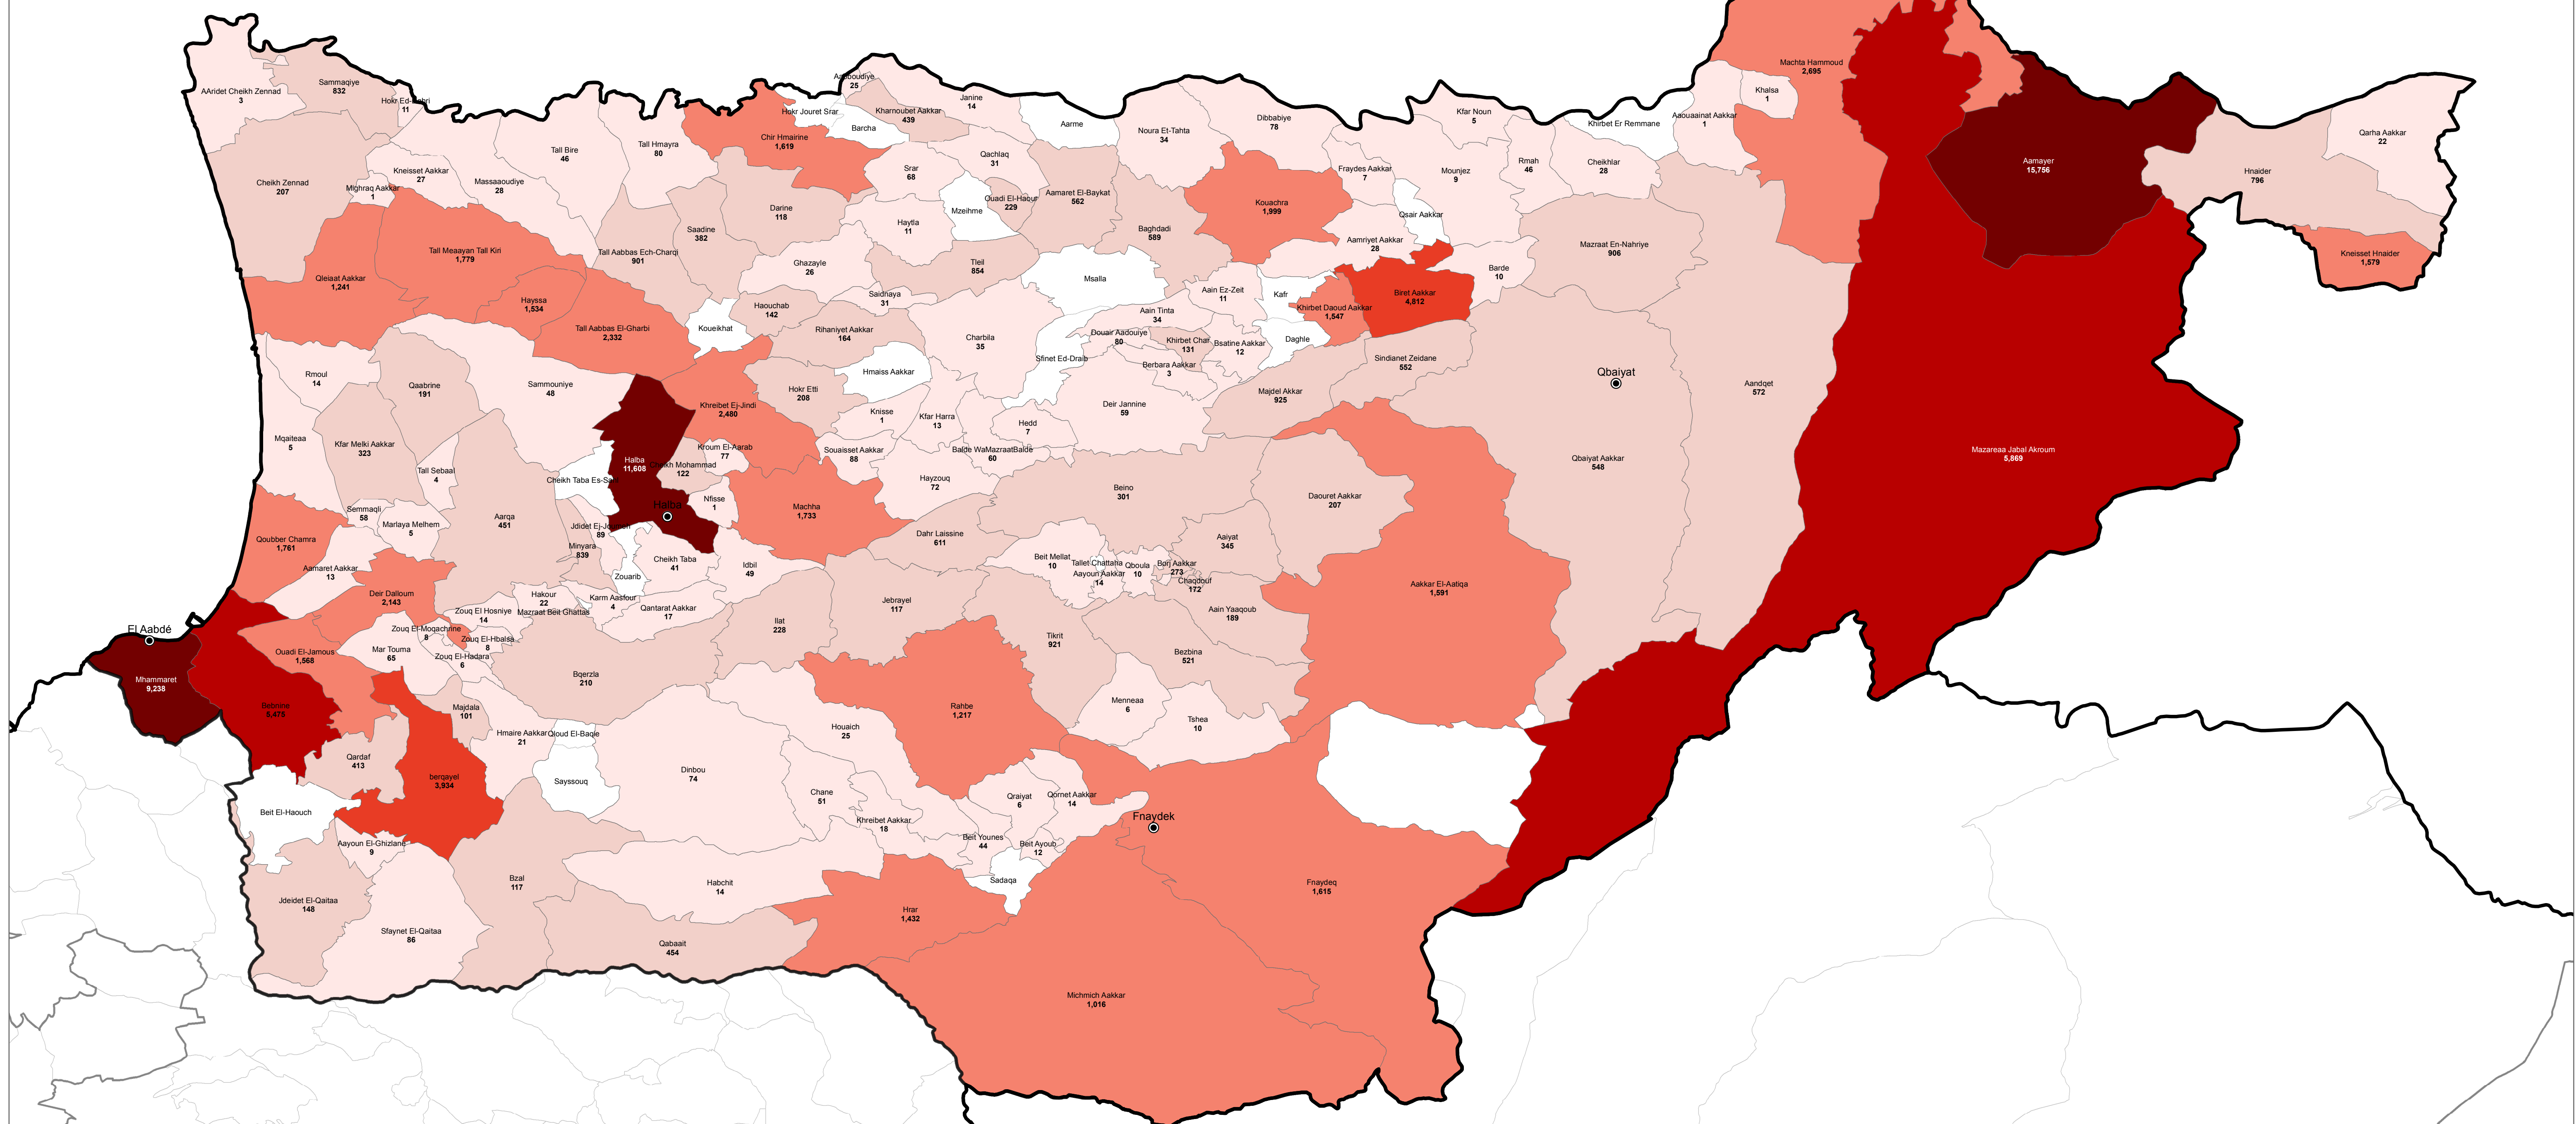 Machta Hammoud
2,695
AAridet Cheikh Zennad
3
Sammaqiye
832
Hokr Ed-
11
25
Kharnoubet Aakkar
439
Janine
14
Khalsa
1
Hokr Jouret Srar
Barcha
Aarme
Noura Et-Tahta
34
Dibbabiye
78
Kfar Noun
5
Khirbet Er Remmane
Aaouaainat Aakkar
1
Qarha Aakkar
22
Chir Hmairine
1,619
Tall Bire
46
Tall Hmayra
80
Qachlaq
31
Srar
68
Aamayer
15,756
Hnaider
796
Kneisset Aakkar
27
Massaaoudiye
28
Cheikh Zennad
207
Mighraq Aakkar
1
Fraydes Aakkar
7
Mounjez
9
Rmah
46
Cheikhlar
28
Darine
118
Mzeihme
Ouadi El-Haour
229
Aamaret El-Baykat
562
Kouachra
1,999
Qsair Aakkar
Haytla
11
Saadine
382
Baghdadi
589
Aamriyet Aakkar
28
Mazraat En-Nahriye
906
Tall Meaayan Tall Kiri
1,779
Tall Aabbas Ech-Charqi
901
Kneisset Hnaider
1,579
Ghazayle
26
Tleil
854
Barde
10
Qleiaat Aakkar
1,241
Msalla
Aain Ez-Zeit
11
Kafr
Biret Aakkar
4,812
Hayssa
1,534
Saidnaya
31
Haouchab
142
Khirbet Daoud Aakkar
1,547
Aain Tinta
34
Tall Aabbas El-Gharbi
2,332
Koueikhat
Rihaniyet Aakkar
164
Charbila
35
Douair Aadouiye
80
Khirbet Char
131
Bsatine Aakkar
12
Daghle
Sfinet Ed-Draib
Berbara Aakkar
3
Sindianet Zeidane
552
Rmoul
14
Hmaiss Aakkar
Qbaiyat
Qaabrine
191
Sammouniye
48
Hokr Etti
208
Majdel Akkar
925
Aandqet
572
Khreibet Ej-Jindi
2,480
Knisse
1
Kfar Harra
13
Deir Jannine
59
Hedd
7
Mqaiteaa
5
Kfar Melki Aakkar
323
Kroum El-Aarab
77
Souaisset Aakkar
88
Balde WaMazraatBalde
60
Mazareaa Jabal Akroum
5,869
Halba
11,608
Cheikh Mohammad
122
Qbaiyat Aakkar
548
Tall Sebaal
4
Cheikh Taba Es-
Hayzouq
72
Beino
301
Daouret Aakkar
207
Nfisse
1
Halba
Machha
1,733
Semmaqli
58
Marlaya Melhem
5
Aarqa
451
Jdidet Ej-
89
Dahr Laissine
611
Qoubber Chamra
1,761
Minyara
839
Aaiyat
345
Cheikh Taba
41
Idbil
49
Beit Mellat
10
Tallet Chattaha
Aayoun Aakkar
14
Qboula
10
Borj Aakkar
273
Chaqdouf
172
Aamaret Aakkar
13
Zouarib
Aakkar El-Aatiqa
1,591
Deir Dalloum
2,143
Hakour
22
Karm Aasfour
4
Qantarat Aakkar
17
Jebrayel
117
Zouq El Hosniye
14
Mazraat Beit Ghattas
Aain Yaaqoub
189
Ilat
228
El Aabdé
Zouq El-Moqachrine
8
Zouq El-Hbalsa
8
Tikrit
921
Ouadi El-Jamous
1,568
Mar Touma
65
Zouq El-Hadara
6
Bezbina
521
Mhammaret
9,238
Bqerzla
210
Menneaa
6
Bebnine
5,475
Majdala
101
Rahbe
1,217
Tshea
10
Houaich
25
Hmaire Aakkar
21
Qloud El-Baqie
Qardaf
413
berqayel
3,934
Dinbou
74
Sayssouq
Chane
51
Qraiyat
6
Qornet Aakkar
14
Beit El-Haouch
Khreibet Aakkar
18
Fnaydek
Beit Younes
44
Beit Ayoub
12
Aayoun El-Ghizlane
9
Bzal
117
Habchit
14
Sadaqa
Fnaydeq
1,615
Jdeidet El-Qaitaa
148
Hrar
1,432
Sfaynet El-Qaitaa
86
Qabaait
454
Michmich Aakkar
1,016